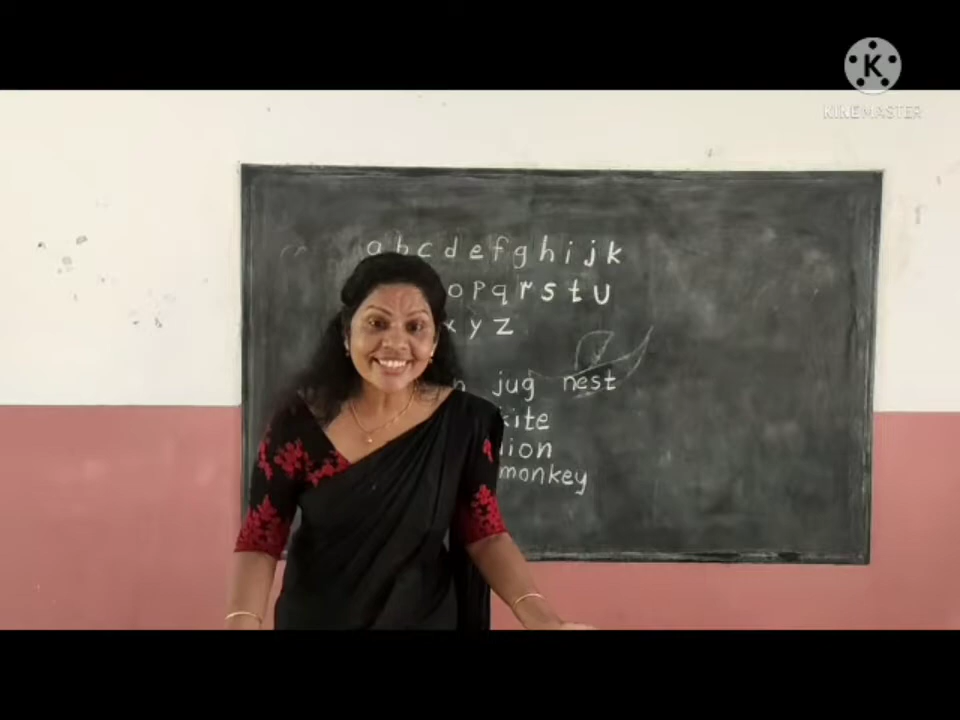 K
KINEMASTER
a b c d e f g h i j k
o p q r s t u
x y z
jug nest
kite
lion
monkey